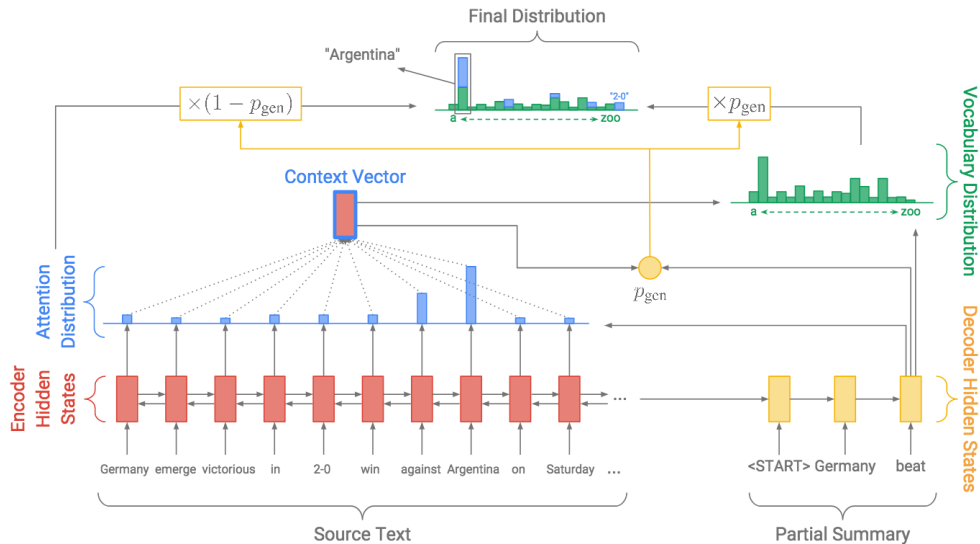 Final Distribution
"Argentina"
×(1 − p_gen)
"2-0"
a
zoo
×p_gen
Context Vector
a
zoo
Vocabulary Distribution
p_gen
Attention
Distribution
Encoder
Hidden
States
...
Decoder Hidden States
Germany emerge victorious in 2-0 win against Argentina on Saturday ...
<START> Germany beat
Source Text
Partial Summary